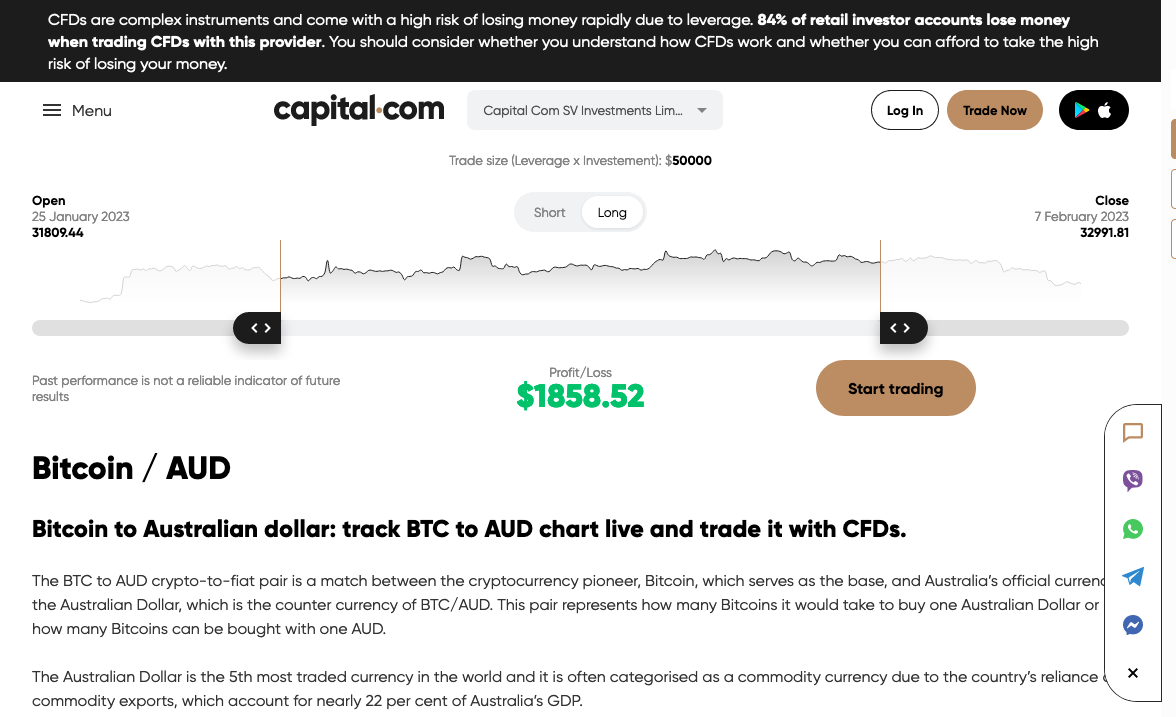 CFDs are complex instruments and come with a high risk of losing money rapidly due to leverage. 84% of retail investor accounts lose money
when trading CFDs with this provider. You should consider whether you understand how CFDs work and whether you can afford to take the high
risk of losing your money.
Menu
capital.com
Capital Com SV Investments Lim...
Log In
Trade Now
Trade size (Leverage x Investement): $50000
Open
25 January 2023
31809.44
Short
Long
Close
7 February 2023
32991.81
Past performance is not a reliable indicator of future
results
Profit/Loss
$1858.52
Start trading
Bitcoin / AUD
Bitcoin to Australian dollar: track BTC to AUD chart live and trade it with CFDs.
The BTC to AUD crypto-to-fiat pair is a match between the cryptocurrency pioneer, Bitcoin, which serves as the base, and Australia's official
the Australian Dollar, which is the counter currency of BTC/AUD. This pair represents how many Bitcoins it would take to buy one Australian Dollar or
how many Bitcoins can be bought with one AUD.
The Australian Dollar is the 5th most traded currency in the world and it is often categorised as a commodity currency due to the country's reliance
commodity exports, which account for nearly 22 per cent of Australia's GDP.